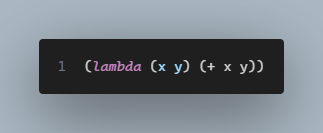 1 (lambda (x y) (+ x y))